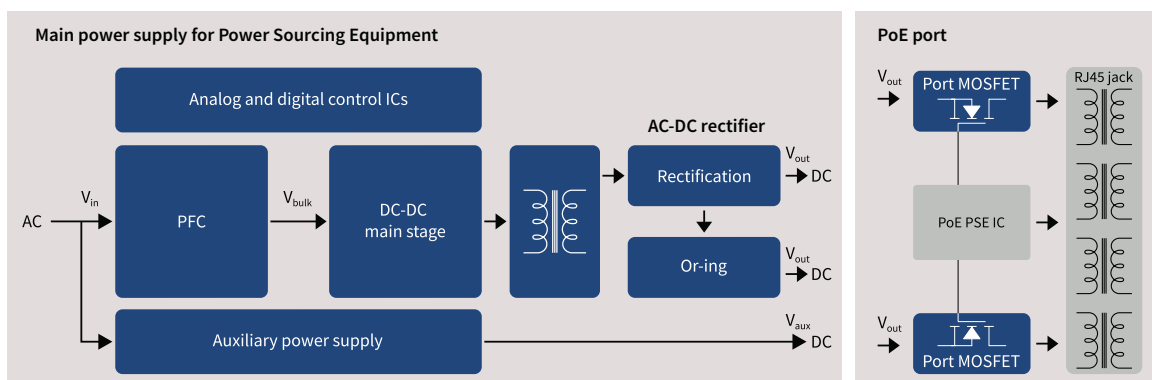 Main power supply for Power Sourcing Equipment
Analog and digital control ICs
AC
Vin
PFC
Vbulk
DC-DC
main stage
AC-DC rectifier
Rectification
Vout
DC
Or-ing
Vout
DC
Auxiliary power supply
Vaux
DC
PoE port
Vout
Port MOSFET
RJ45 jack
PoE PSE IC
Vout
Port MOSFET